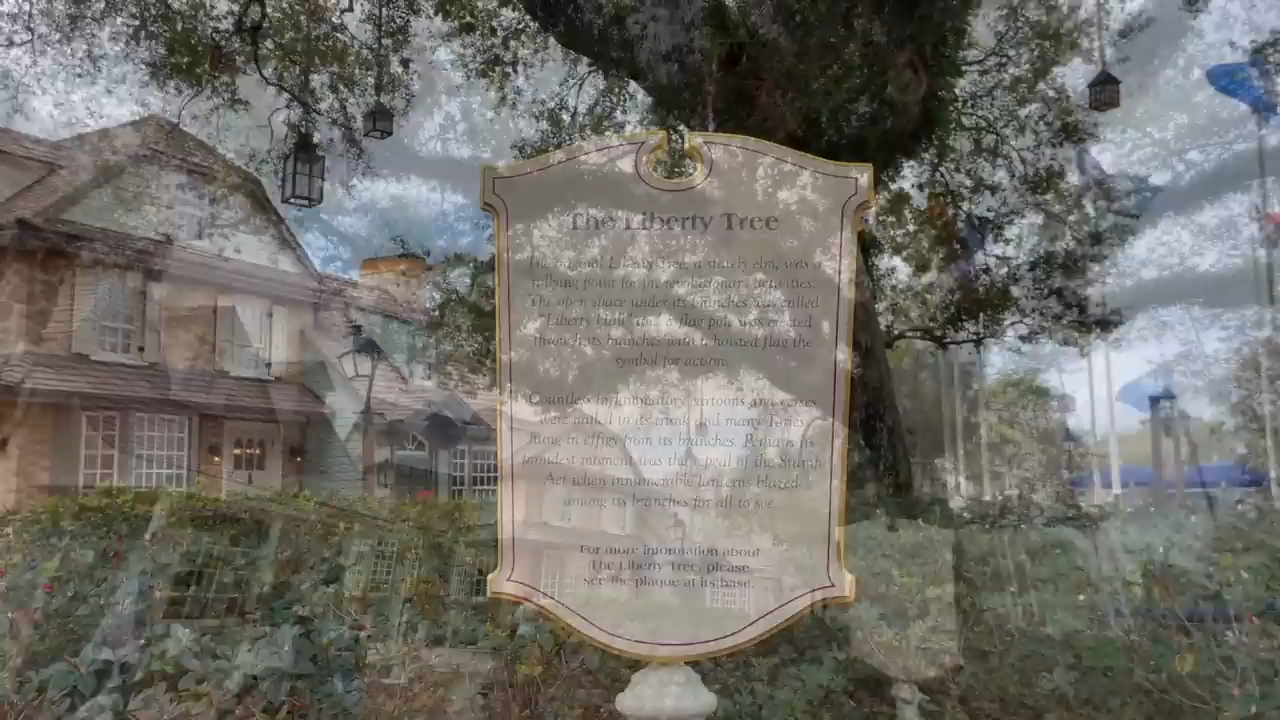 The Liberty Tree
The original Liberty Tree, a stately elm, was a
rallying point for pre-revolutionary activities.
The open space under its branches was called
"Liberty Hall" and a flag pole was erected
through its branches with a hoisted flag the
symbol for action.
Countless inflammatory cartoons and verses
were nailed to its trunk and many Tories
hung in effigy from its branches. Perhaps its
proudest moment was the repeal of the Stamp
Act when innumerable lanterns blazed
among its branches for all to see.
For more information about
The Liberty Tree, please
see the plaque at its base.